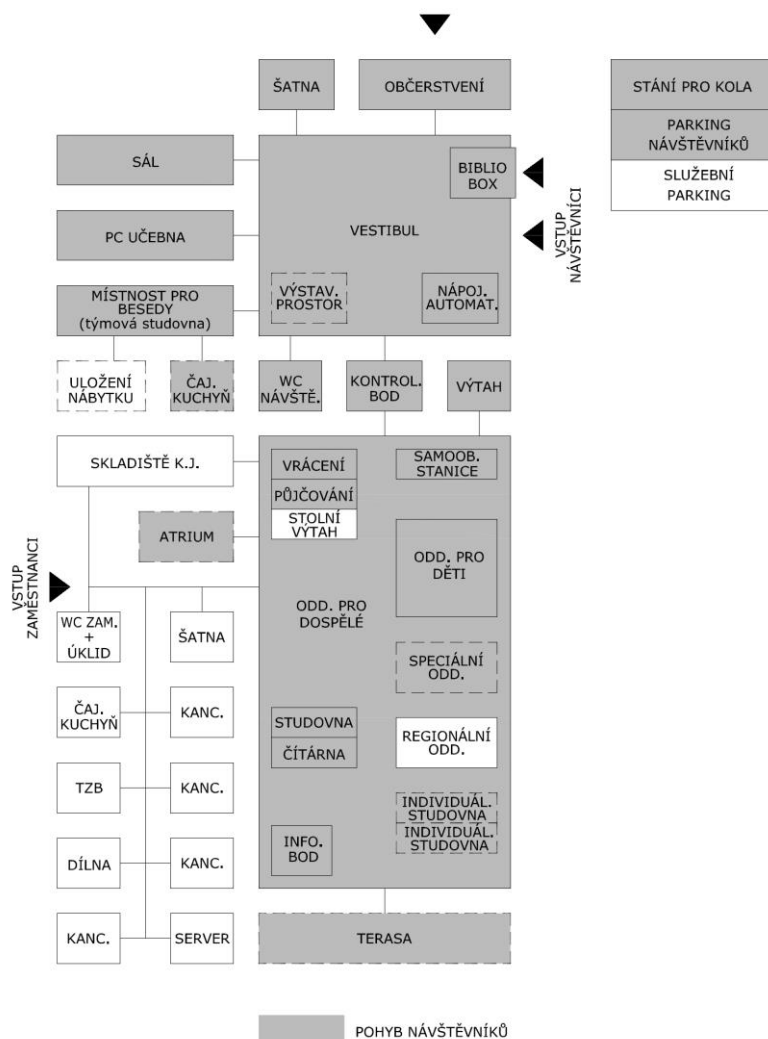 ŠATNA
OBČERSTVENÍ
STÁNÍ PRO KOLA
PARKING
NÁVŠTĚVNÍKŮ
SLUŽEBNÍ
PARKING
SÁL
BIBLIO
BOX
PC UČEBNA
VESTIBUL
VSTUP
NÁVŠTĚVNÍCI
MÍSTNOST PRO
BESEDY
(týmová studovna)
VÝSTAV.
PROSTOR
NÁPOJ.
AUTOMAT.
ULOŽENÍ
NÁBYTKU
ČAJ.
KUCHYŇ
WC
NÁVŠTĚ.
KONTROL.
BOD
VÝTAH
SKLADIŠTĚ K.J.
VRÁCENÍ
PŮJČOVÁNÍ
STOLNÍ
VÝTAH
SAMOOB.
STANICE
ATRIUM
ODD. PRO
DĚTI
VSTUP
ZAMĚSTNANCI
ODD. PRO
DOSPĚLÉ
WC ZAM.
+
ÚKLID
ŠATNA
SPECIÁLNÍ
ODD.
ČAJ.
KUCHYŇ
KANC.
STUDOVNA
ČÍTÁRNA
REGIONÁLNÍ
ODD.
TZB
KANC.
INDIVIDUÁL.
STUDOVNA
INDIVIDUÁL.
STUDOVNA
INFO.
BOD
DÍLNA
KANC.
KANC.
SERVER
TERASA
POHYB NÁVŠTĚVNÍKŮ